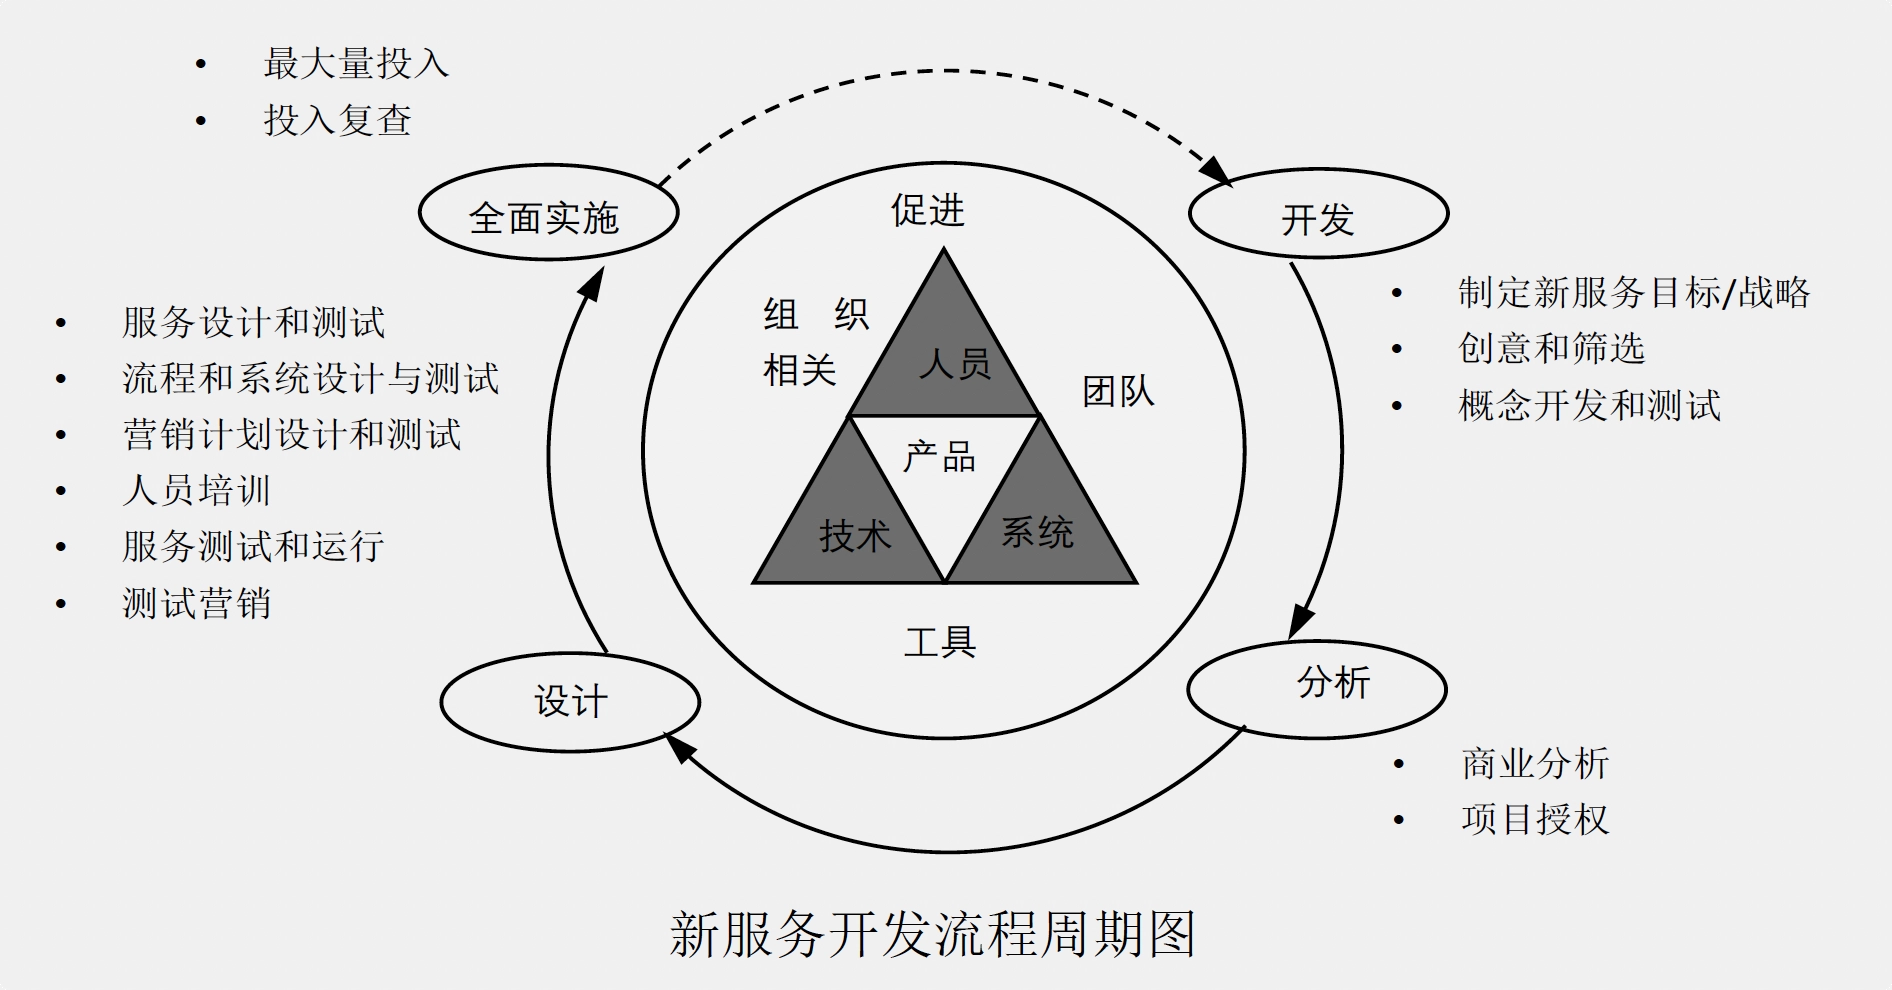 • 最大量投入
• 投入复查
全面实施
开发
• 制定新服务目标/战略
• 创意和筛选
• 概念开发和测试
促进
组 织
相关
人员
团队
产品
技术
系统
工具
• 服务设计和测试
• 流程和系统设计与测试
• 营销计划设计和测试
• 人员培训
• 服务测试和运行
• 测试营销
设计
分析
• 商业分析
• 项目授权
新服务开发流程周期图